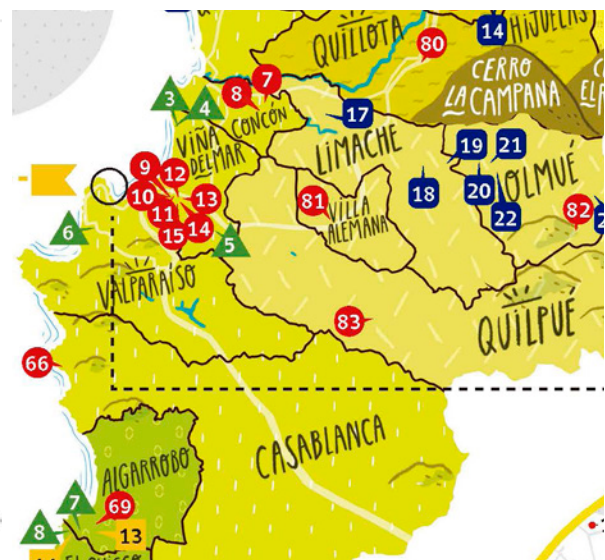 14
HIJUELAS
QUILLOTA
80
CERRO
LA CAMPANA
7
8
3
4
CONCÓN
VIÑA
DEL MAR
17
LIMACHE
19
21
OLMUÉ
18
20
22
9
12
10
13
11
14
15
5
6
81
VILLA
ALEMANA
82
VALPARAÍSO
83
QUILPUÉ
66
CASABLANCA
ALGARROBO
7
69
8
13